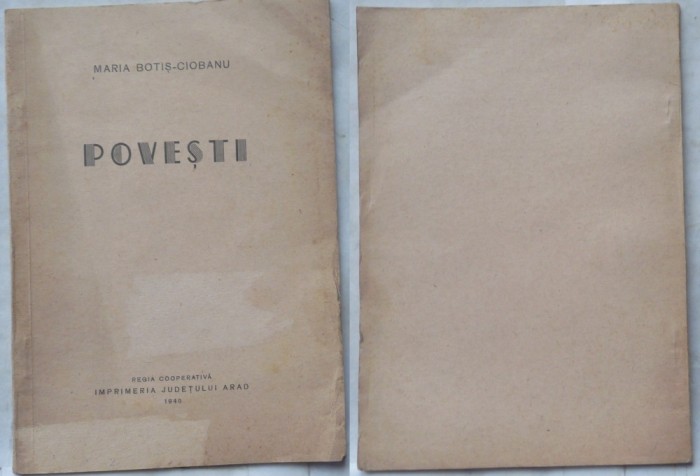 MARIA BOTIȘ-CIOBANU
POVEȘTI
REGIA COOPERATIVĂ
IMPRIMERIA JUDEȚULUI ARAD